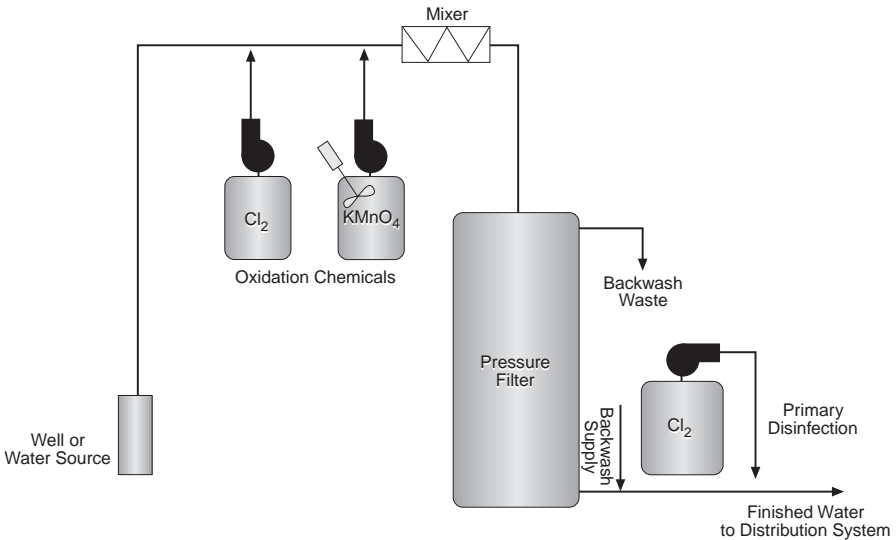 Mixer
Cl2
KMnO4
Oxidation Chemicals
Backwash
Waste
Pressure
Filter
Backwash
Supply
Cl2
Primary
Disinfection
Well or
Water Source
Finished Water
to Distribution System